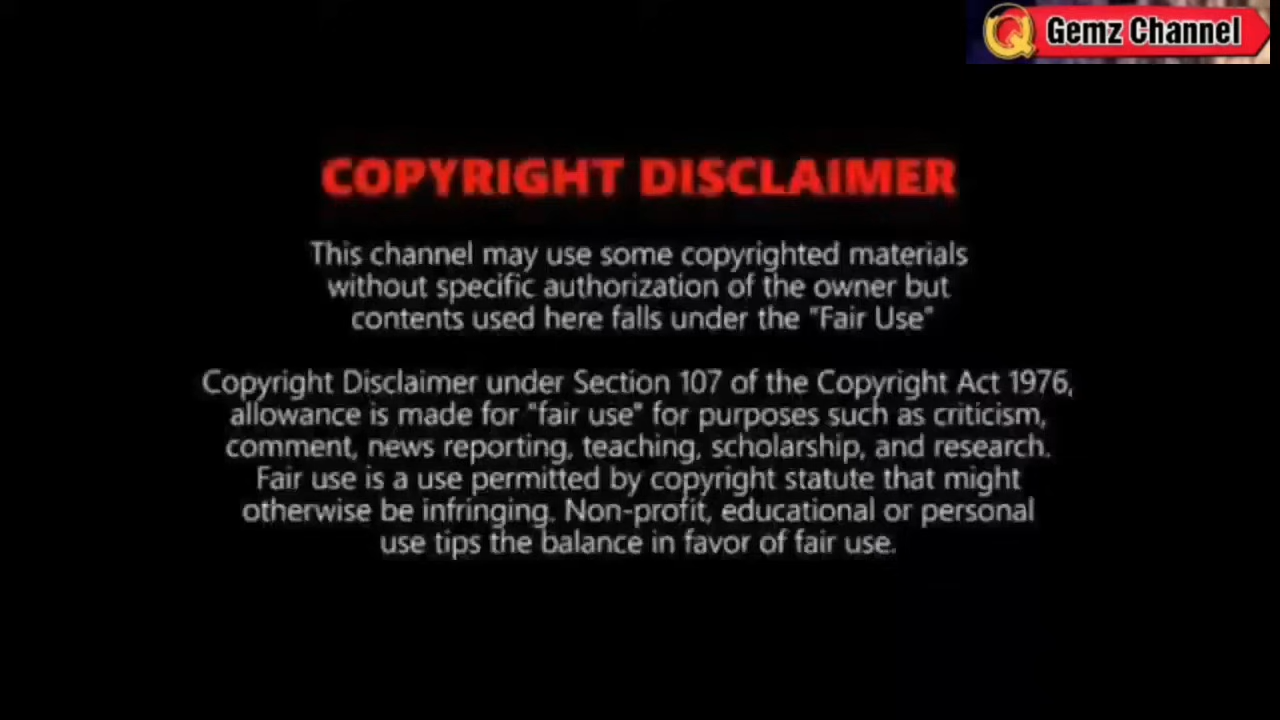 Gemz Channel
COPYRIGHT DISCLAIMER
This channel may use some copyrighted materials
without specific authorization of the owner but
contents used here falls under the "Fair Use"
Copyright Disclaimer under Section 107 of the Copyright Act 1976,
allowance is made for "fair use" for purposes such as criticism,
comment, news reporting, teaching, scholarship, and research.
Fair use is a use permitted by copyright statute that might
otherwise be infringing. Non-profit, educational or personal
use tips the balance in favor of fair use.